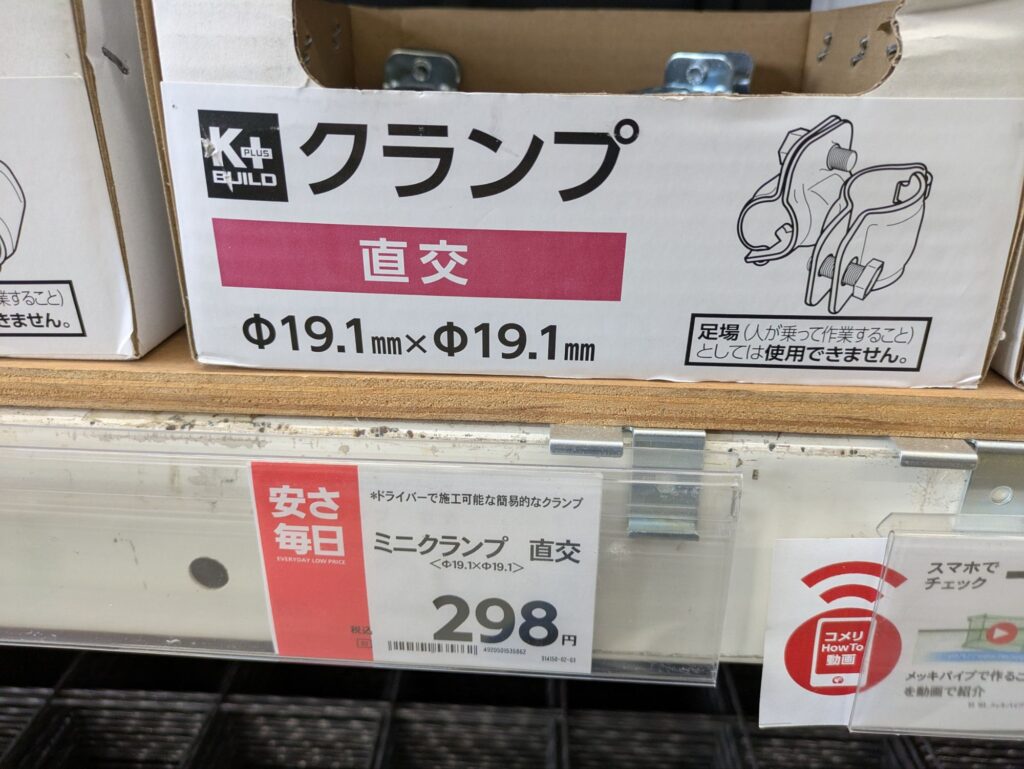 K+
PLUS
BUILD
クランプ
直交
Φ19.1mm×Φ19.1mm
足場（人が乗って作業すること）
としては使用できません。
業すること）
きません。
安さ
毎日
EVERYDAY LOW PRICE
*ドライバーで施工可能な簡易的なクランプ
ミニクランプ 直交
<Φ19.1×Φ19.1>
税込
298円
4920501535862
514150-02-03
スマホで
チェック
コメリ
HowTo
動画
メッキパイプで作るこ
を動画で紹介